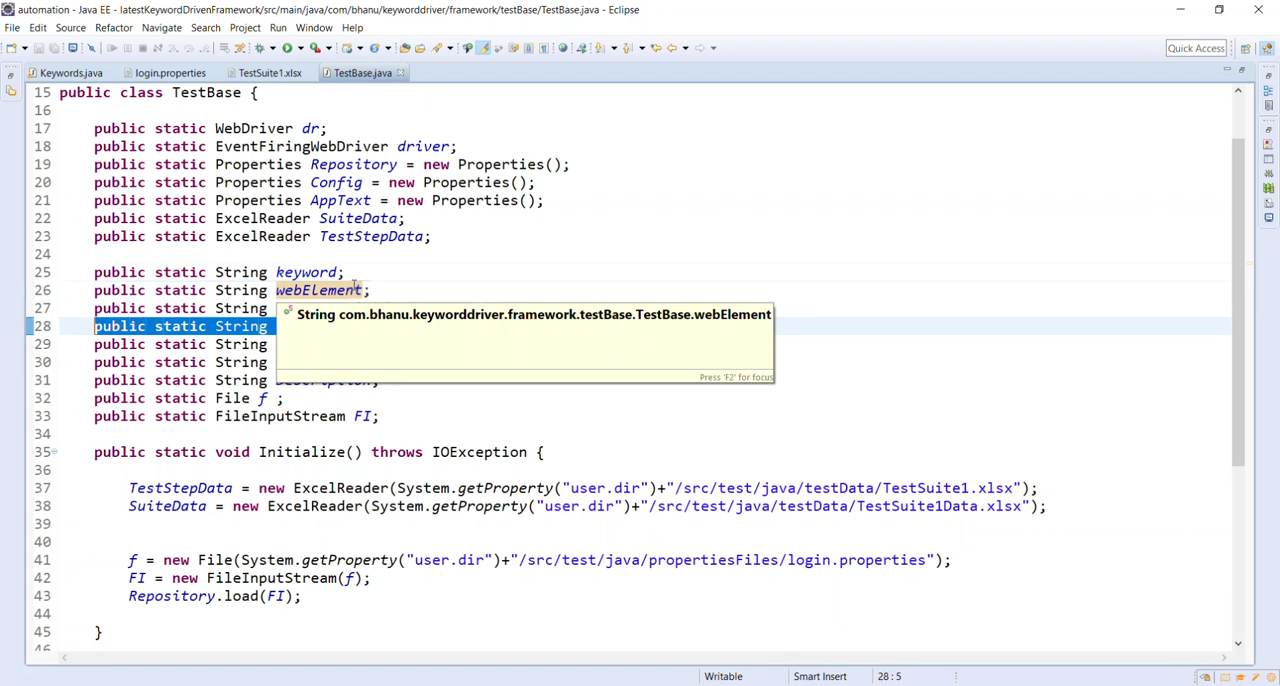 automation - Java EE - latestKeywordDrivenFramework/src/main/java/com/bhanu/keyworddriver/framework/testBase/TestBase.java - Eclipse
File Edit Source Refactor Navigate Search Project Run Window Help
Quick Access
Keywords.java login.properties TestSuite1.xlsx TestBase.java
15 public class TestBase {
16
17 public static WebDriver dr;
18 public static EventFiringWebDriver driver;
19 public static Properties Repository = new Properties();
20 public static Properties Config = new Properties();
21 public static Properties AppText = new Properties();
22 public static ExcelReader SuiteData;
23 public static ExcelReader TestStepData;
24
25 public static String keyword;
26 public static String webElement;
27 public static String
String com.bhanu.keyworddriver.framework.testBase.TestBase.webElement
28 public static String
29 public static String
30 public static String
Press 'F2' for focus
31 public static String
32 public static File f ;
33 public static FileInputStream FI;
34
35 public static void Initialize() throws IOException {
36
37 TestStepData = new ExcelReader(System.getProperty("user.dir")+"/src/test/java/testData/TestSuite1.xlsx");
38 SuiteData = new ExcelReader(System.getProperty("user.dir")+"/src/test/java/testData/TestSuite1Data.xlsx");
39
40
41 f = new File(System.getProperty("user.dir")+"/src/test/java/propertiesFiles/login.properties");
42 FI = new FileInputStream(f);
43 Repository.load(FI);
44
45 }
46
Writable Smart Insert 28:5